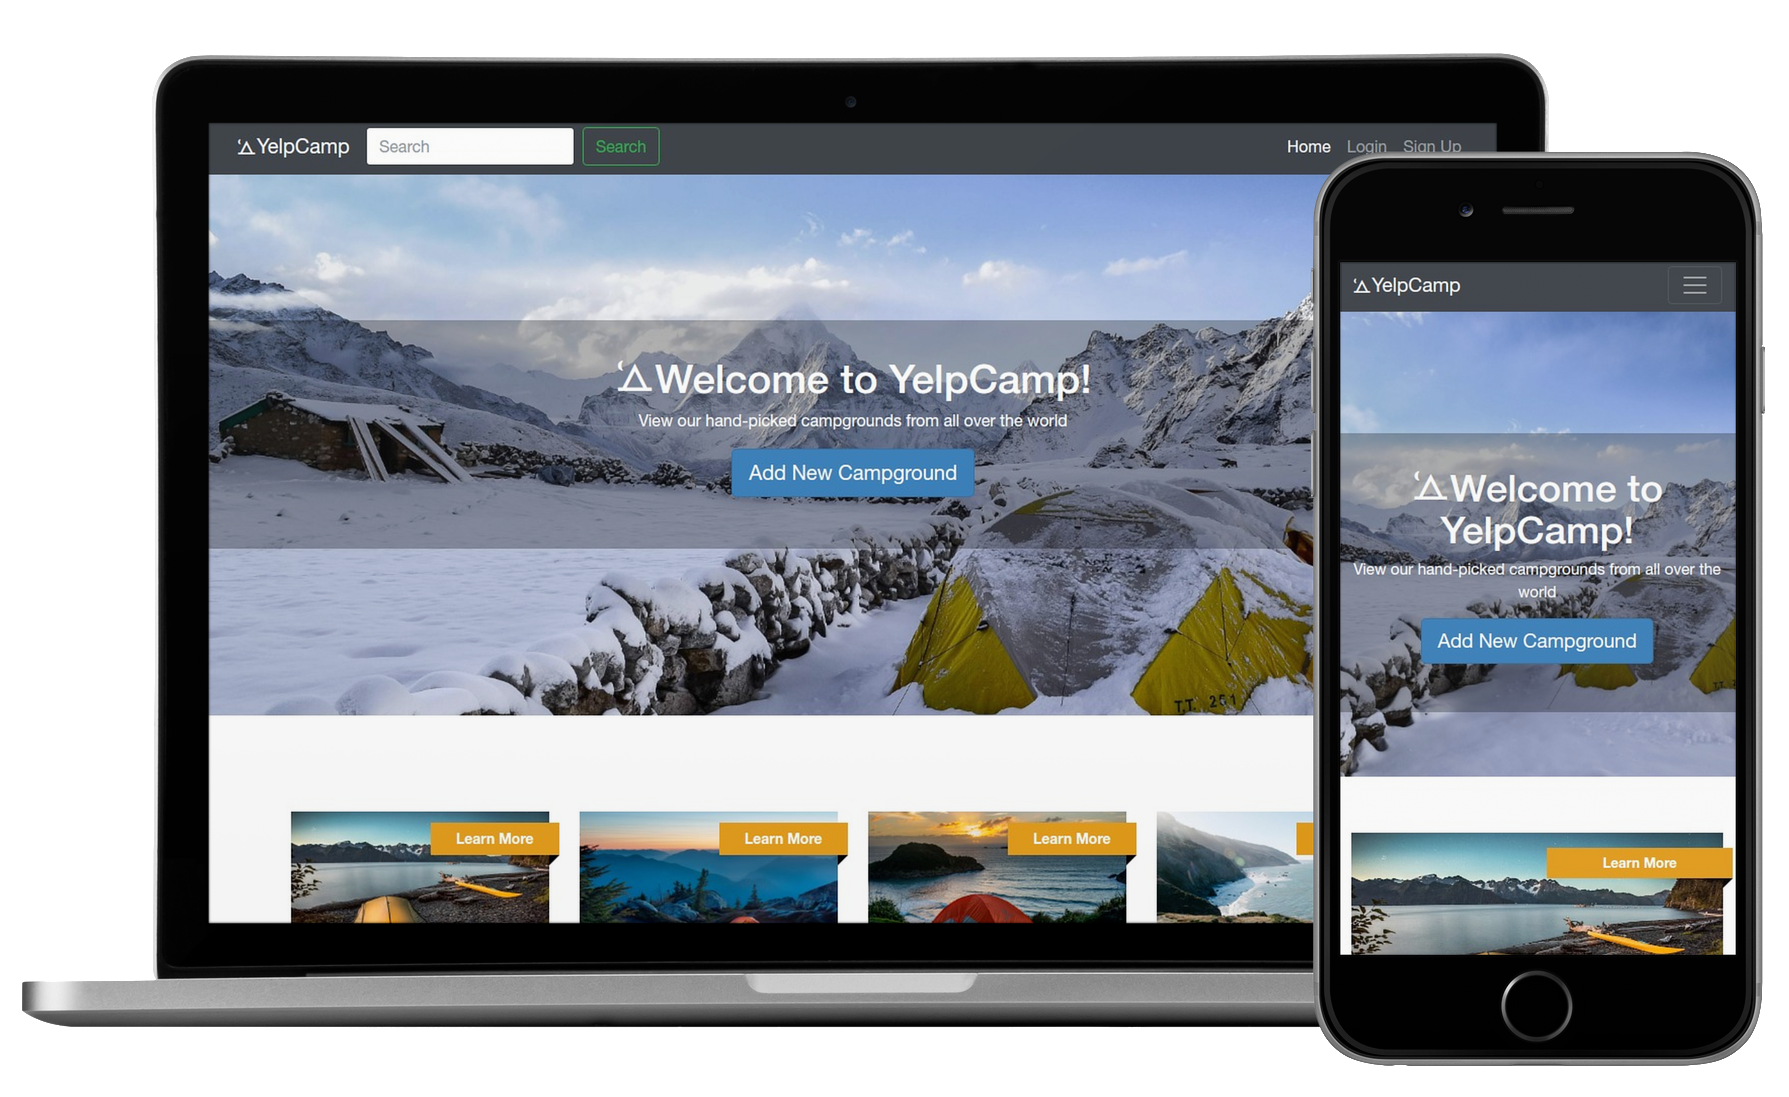 YelpCamp
Search
Search
Home
Login
Sign Up
Welcome to YelpCamp!
View our hand-picked campgrounds from all over the world
Add New Campground
T.T. 251
Learn More
Learn More
Learn More
YelpCamp
Welcome to
YelpCamp!
View our hand-picked campgrounds from all over the
world
Add New Campground
Learn More